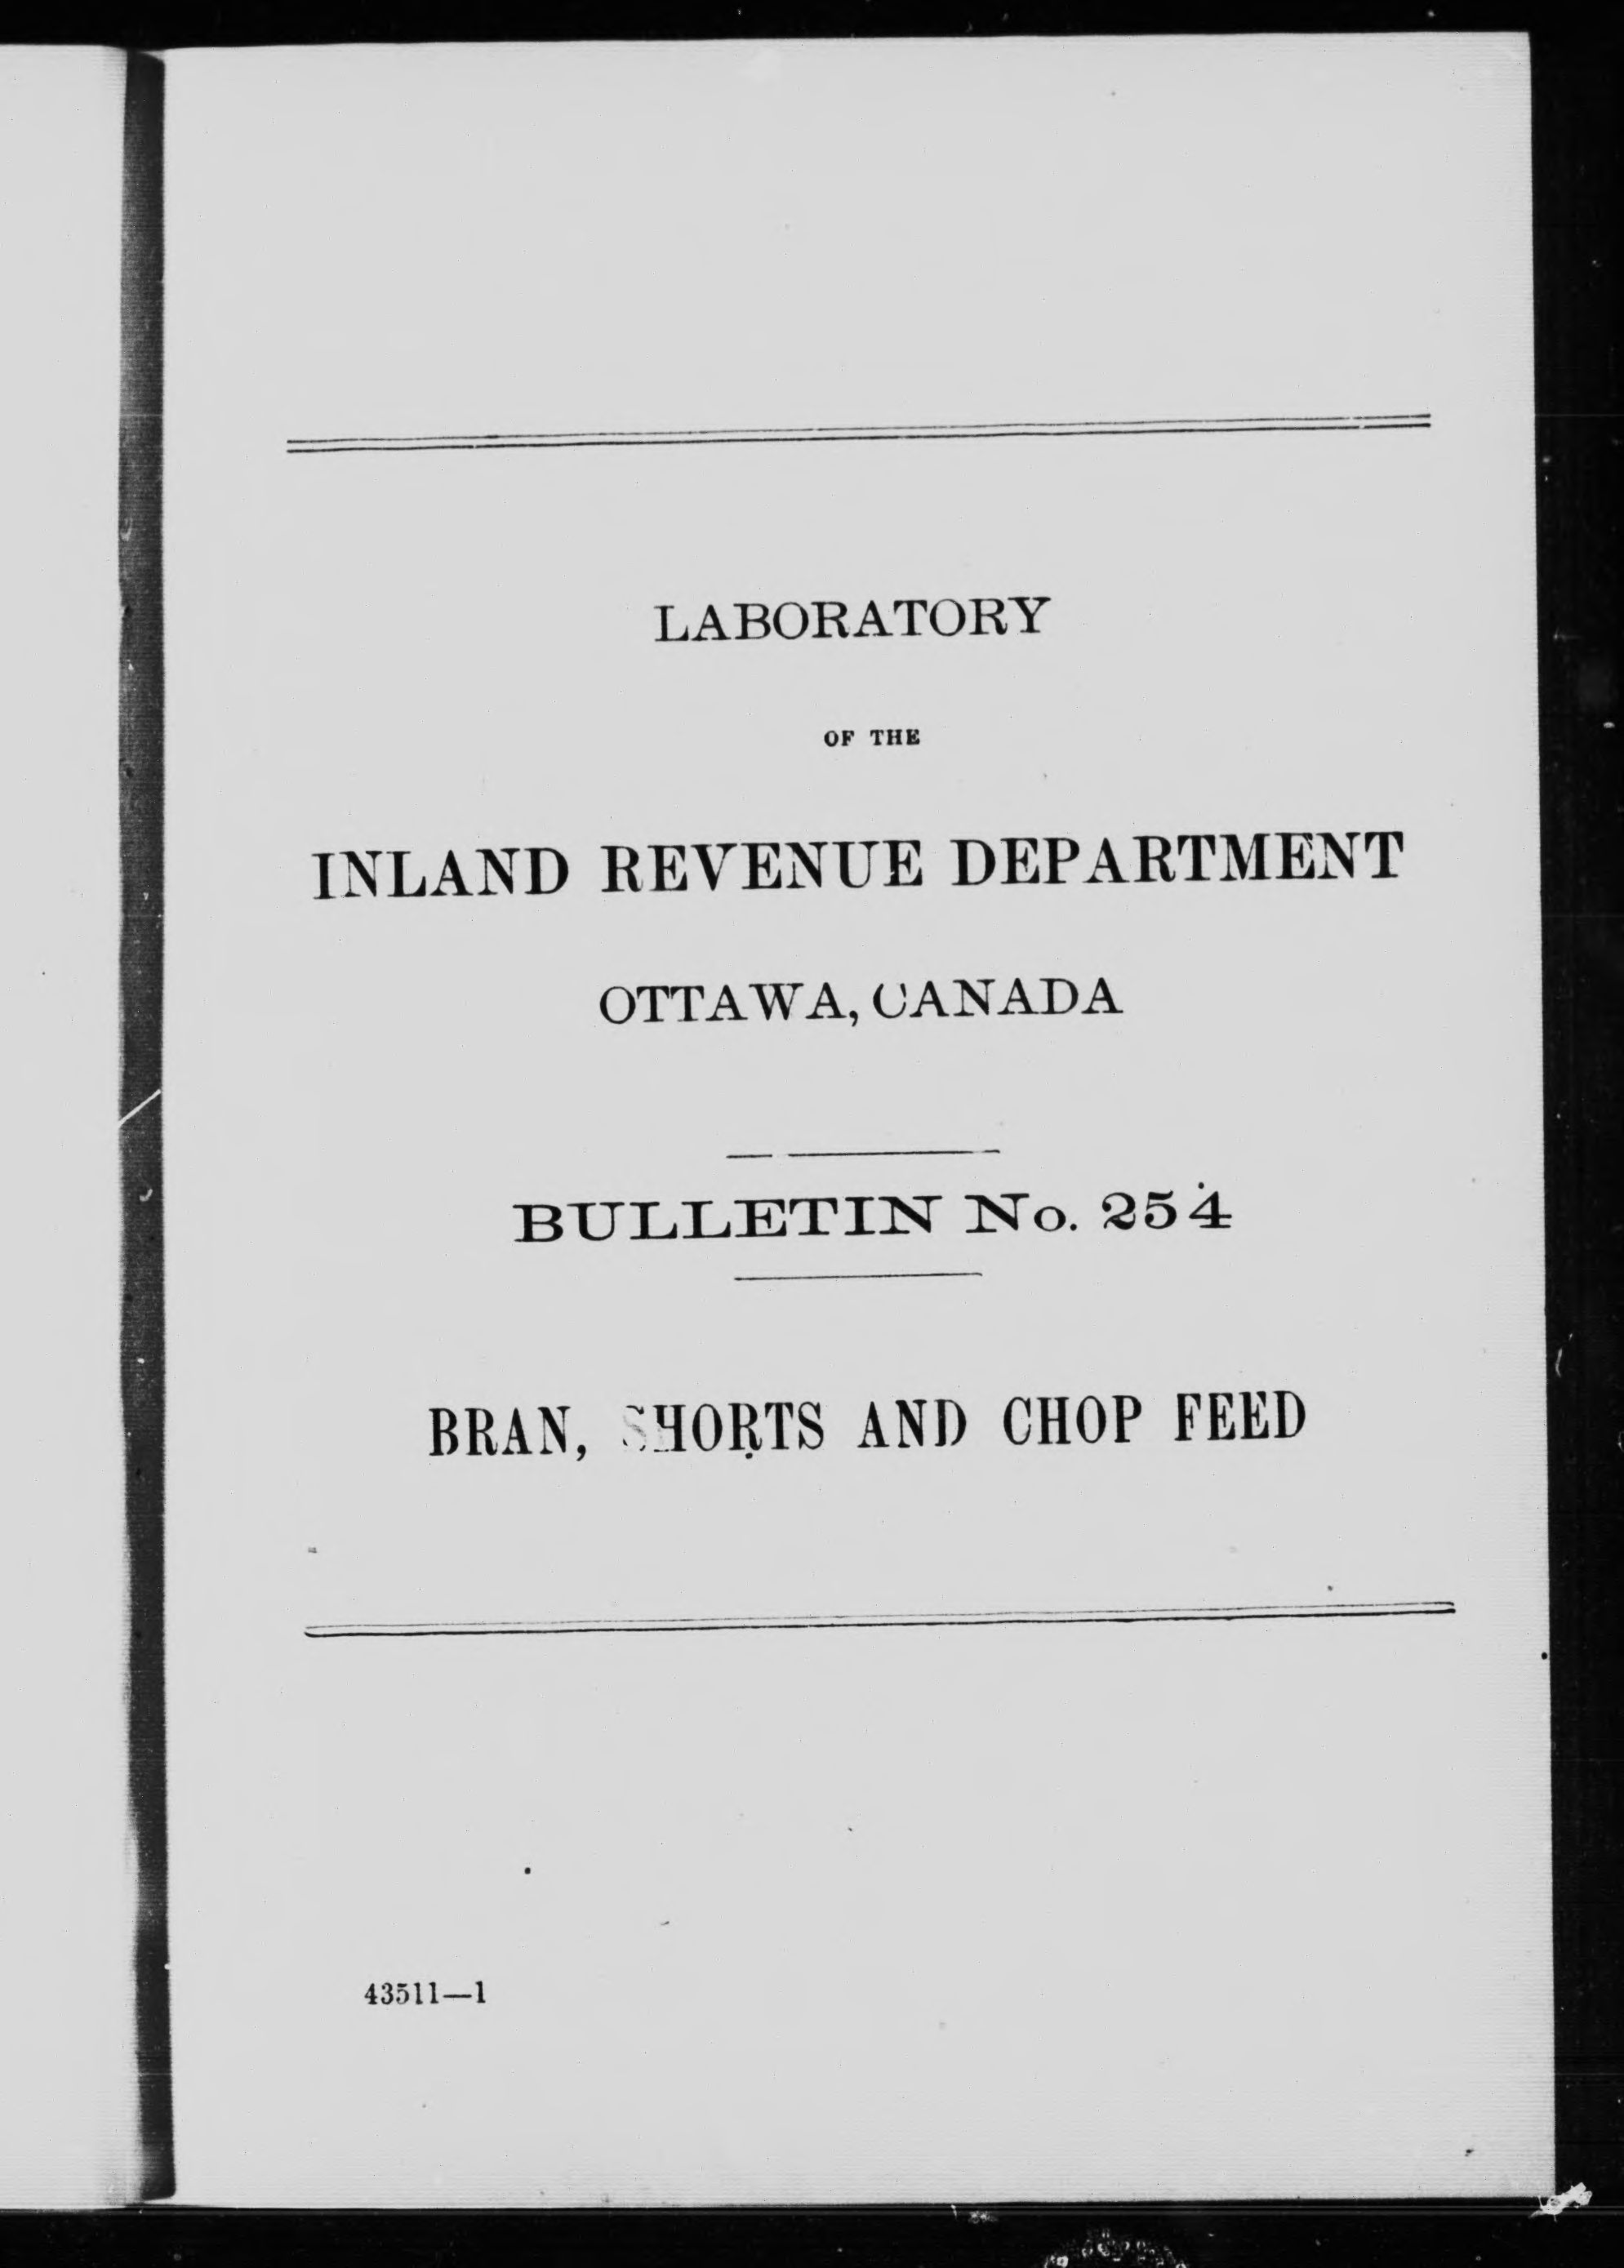 LABORATORY
OF THE
INLAND REVENUE DEPARTMENT
OTTAWA, CANADA
BULLETIN No. 254
BRAN, SHORTS AND CHOP FEED
43511—1